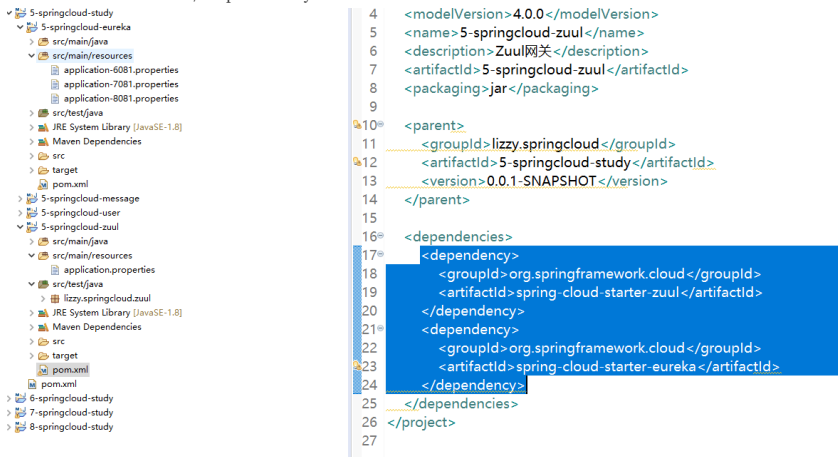 5-springcloud-study
5-springcloud-eureka
src/main/java
src/main/resources
application-6081.properties
application-7081.properties
application-8081.properties
src/test/java
JRE System Library [JavaSE-1.8]
Maven Dependencies
src
target
pom.xml
5-springcloud-message
5-springcloud-user
5-springcloud-zuul
src/main/java
src/main/resources
application.properties
src/test/java
lizzy.springcloud.zuul
JRE System Library [JavaSE-1.8]
Maven Dependencies
src
target
pom.xml
pom.xml
6-springcloud-study
7-springcloud-study
8-springcloud-study
4 <modelVersion>4.0.0</modelVersion>
5 <name>5-springcloud-zuul</name>
6 <description>Zuul网关</description>
7 <artifactId>5-springcloud-zuul</artifactId>
8 <packaging>jar</packaging>
9
10 <parent>
11 <groupId>lizzy.springcloud</groupId>
12 <artifactId>5-springcloud-study</artifactId>
13 <version>0.0.1-SNAPSHOT</version>
14 </parent>
15
16 <dependencies>
17 <dependency>
18 <groupId>org.springframework.cloud</groupId>
19 <artifactId>spring-cloud-starter-zuul</artifactId>
20 </dependency>
21 <dependency>
22 <groupId>org.springframework.cloud</groupId>
23 <artifactId>spring-cloud-starter-eureka</artifactId>
24 </dependency>
25 </dependencies>
26 </project>
27